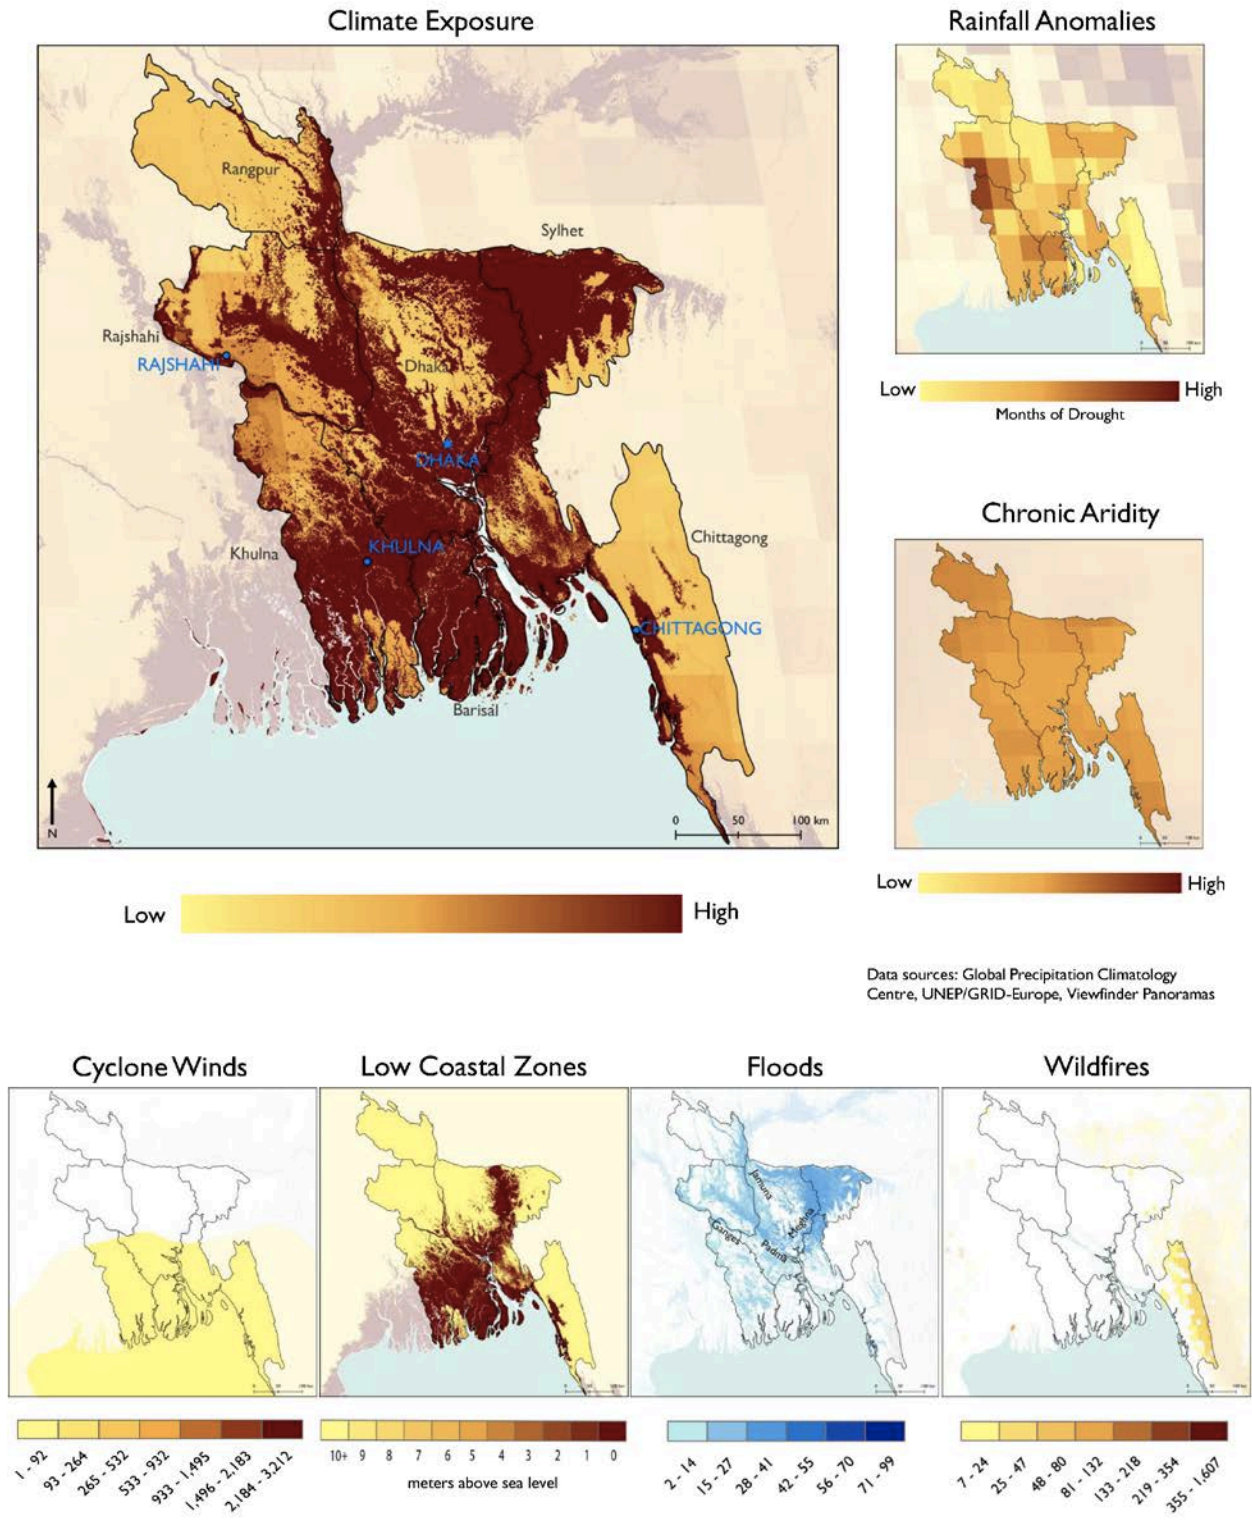 Climate Exposure
Rangpur
Sylhet
Rajshahi
RAJSHAHI
Dhaka
DHAKA
Khulna
KHULNA
Chittagong
CHITTAGONG
Barisal
N
0 50 100 km
Low High
Rainfall Anomalies
Low High
Months of Drought
Chronic Aridity
Low High
Data sources: Global Precipitation Climatology
Centre, UNEP/GRID-Europe, Viewfinder Panoramas
Cyclone Winds
1 - 92
93 - 264
265 - 532
533 - 932
933 - 1,495
1,496 - 2,183
2,184 - 3,212
Low Coastal Zones
10+ 9 8 7 6 5 4 3 2 1 0
meters above sea level
Floods
Jamuna
Meghna
Ganges
Padma
2 - 14
15 - 27
28 - 41
42 - 55
56 - 70
71 - 99
Wildfires
7 - 24
25 - 47
48 - 80
81 - 132
133 - 218
219 - 354
355 - 1,607